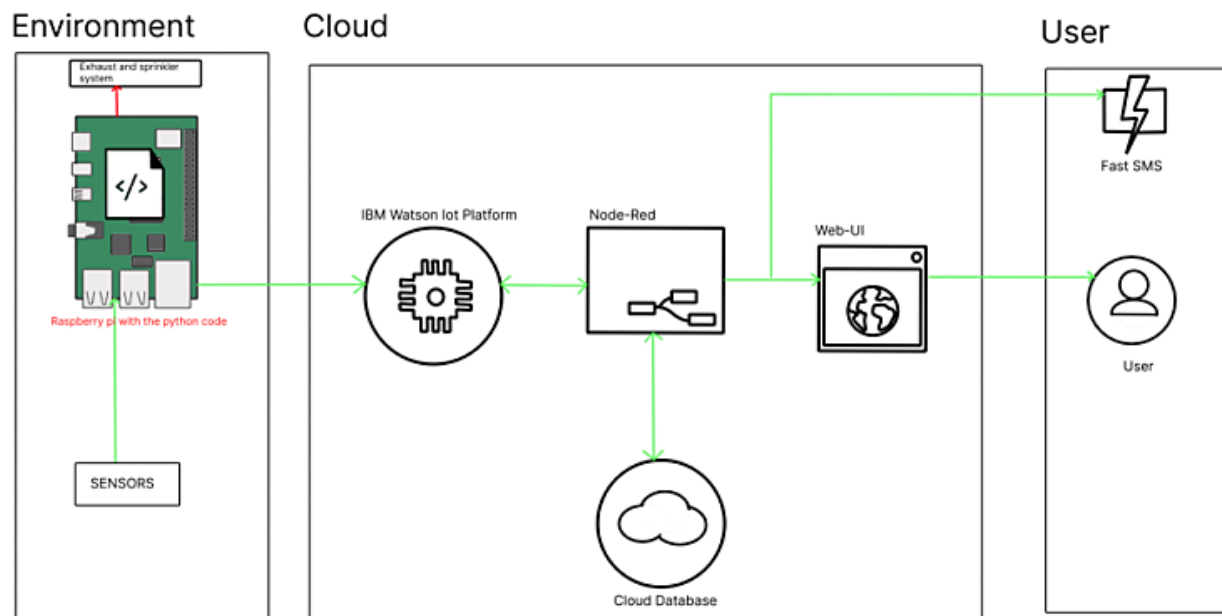 Environment
Cloud
User
Exhaust and sprinkler
system
</>
Raspberry pi with the python code
SENSORS
IBM Watson Iot Platform
Node-Red
Web-UI
Cloud Database
Fast SMS
User